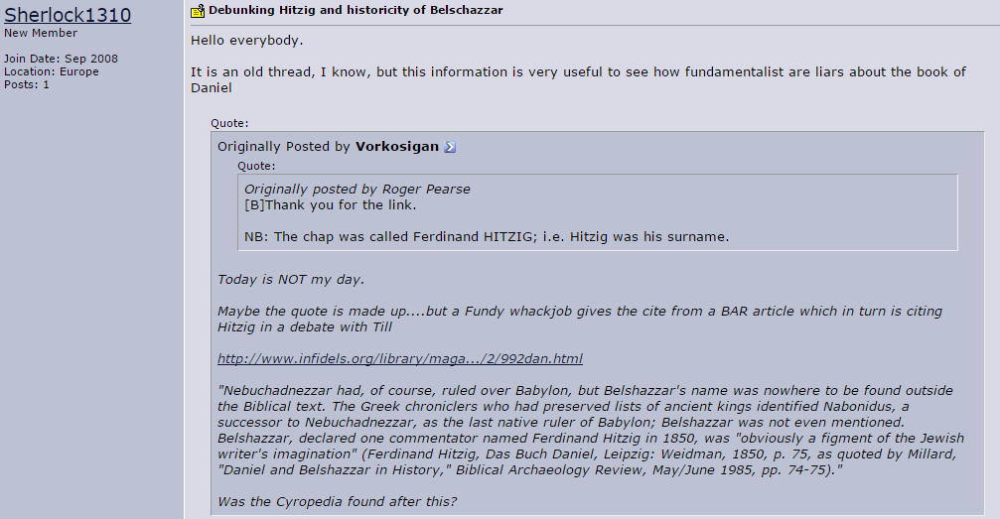 Sherlock1310
New Member
Join Date: Sep 2008
Location: Europe
Posts: 1
Debunking Hitzig and historicity of Belschazzar
Hello everybody.
It is an old thread, I know, but this information is very useful to see how fundamentalist are liars about the book of
Daniel
Quote:
Originally Posted by Vorkosigan
Quote:
Originally posted by Roger Pearse
[B]Thank you for the link.
NB: The chap was called Ferdinand HITZIG; i.e. Hitzig was his surname.
Today is NOT my day.
Maybe the quote is made up....but a Fundy whackjob gives the cite from a BAR article which in turn is citing
Hitzig in a debate with Till
http://www.infidels.org/library/maga.../2/992dan.html
"Nebuchadnezzar had, of course, ruled over Babylon, but Belshazzar's name was nowhere to be found outside
the Biblical text. The Greek chroniclers who had preserved lists of ancient kings identified Nabonidus, a
successor to Nebuchadnezzar, as the last native ruler of Babylon; Belshazzar was not even mentioned.
Belshazzar, declared one commentator named Ferdinand Hitzig in 1850, was "obviously a figment of the Jewish
writer's imagination" (Ferdinand Hitzig, Das Buch Daniel, Leipzig: Weidman, 1850, p. 75, as quoted by Millard,
"Daniel and Belshazzar in History," Biblical Archaeology Review, May/June 1985, pp. 74-75)."
Was the Cyropedia found after this?